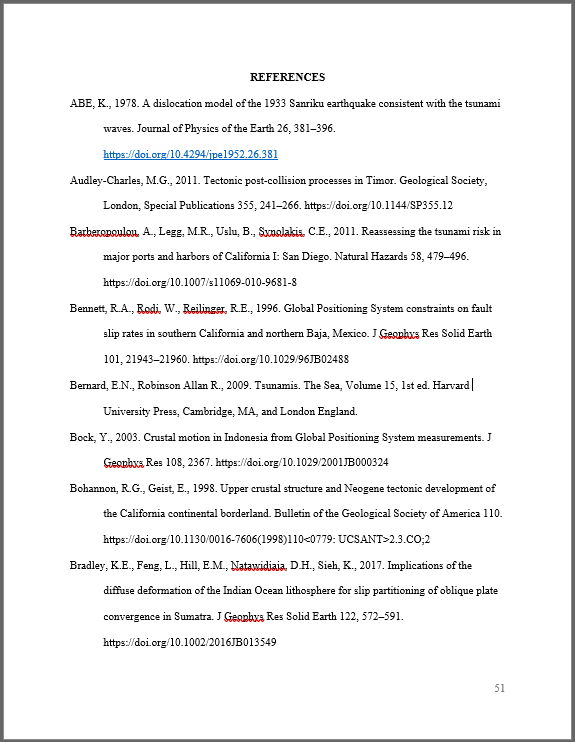 REFERENCES
ABE, K., 1978. A dislocation model of the 1933 Sanriku earthquake consistent with the tsunami
waves. Journal of Physics of the Earth 26, 381–396.
https://doi.org/10.4294/jpe1952.26.381
Audley-Charles, M.G., 2011. Tectonic post-collision processes in Timor. Geological Society,
London, Special Publications 355, 241–266. https://doi.org/10.1144/SP355.12
Barberopoulou, A., Legg, M.R., Uslu, B., Synolakis, C.E., 2011. Reassessing the tsunami risk in
major ports and harbors of California I: San Diego. Natural Hazards 58, 479–496.
https://doi.org/10.1007/s11069-010-9681-8
Bennett, R.A., Rodi, W., Reilinger, R.E., 1996. Global Positioning System constraints on fault
slip rates in southern California and northern Baja, Mexico. J Geophys Res Solid Earth
101, 21943–21960. https://doi.org/10.1029/96JB02488
Bernard, E.N., Robinson Allan R., 2009. Tsunamis. The Sea, Volume 15, 1st ed. Harvard
University Press, Cambridge, MA, and London England.
Bock, Y., 2003. Crustal motion in Indonesia from Global Positioning System measurements. J
Geophys Res 108, 2367. https://doi.org/10.1029/2001JB000324
Bohannon, R.G., Geist, E., 1998. Upper crustal structure and Neogene tectonic development of
the California continental borderland. Bulletin of the Geological Society of America 110.
https://doi.org/10.1130/0016-7606(1998)110<0779: UCSANT>2.3.CO;2
Bradley, K.E., Feng, L., Hill, E.M., Natawidjaja, D.H., Sieh, K., 2017. Implications of the
diffuse deformation of the Indian Ocean lithosphere for slip partitioning of oblique plate
convergence in Sumatra. J Geophys Res Solid Earth 122, 572–591.
https://doi.org/10.1002/2016JB013549
51